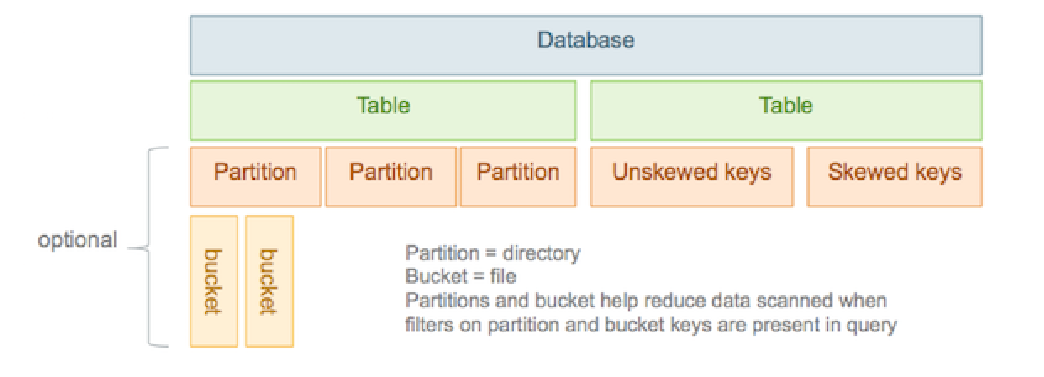 Database
Table
Table
Partition
Partition
Partition
Unskewed keys
Skewed keys
optional
bucket
bucket
Partition = directory
Bucket = file
Partitions and bucket help reduce data scanned when
filters on partition and bucket keys are present in query